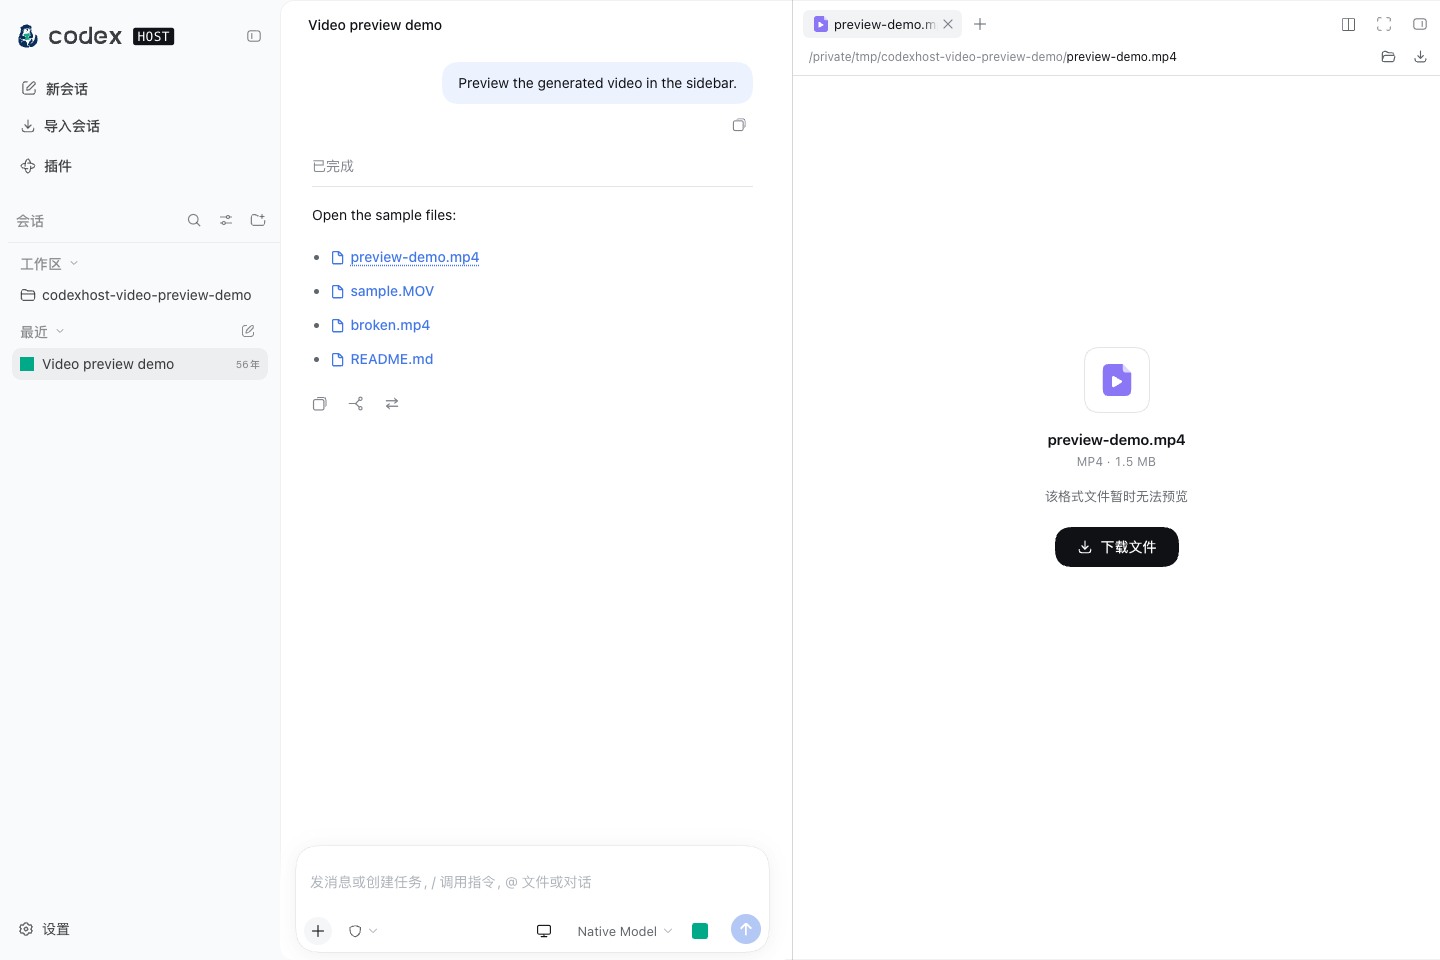 codex HOST
新会话
导入会话
插件
会话
工作区
codexhost-video-preview-demo
最近
Video preview demo 56年
设置
Video preview demo
Preview the generated video in the sidebar.
已完成
Open the sample files:
preview-demo.mp4
sample.MOV
broken.mp4
README.md
发消息或创建任务, / 调用指令, @ 文件或对话
Native Model
preview-demo.m
/private/tmp/codexhost-video-preview-demo/preview-demo.mp4
preview-demo.mp4
MP4 · 1.5 MB
该格式文件暂时无法预览
下载文件